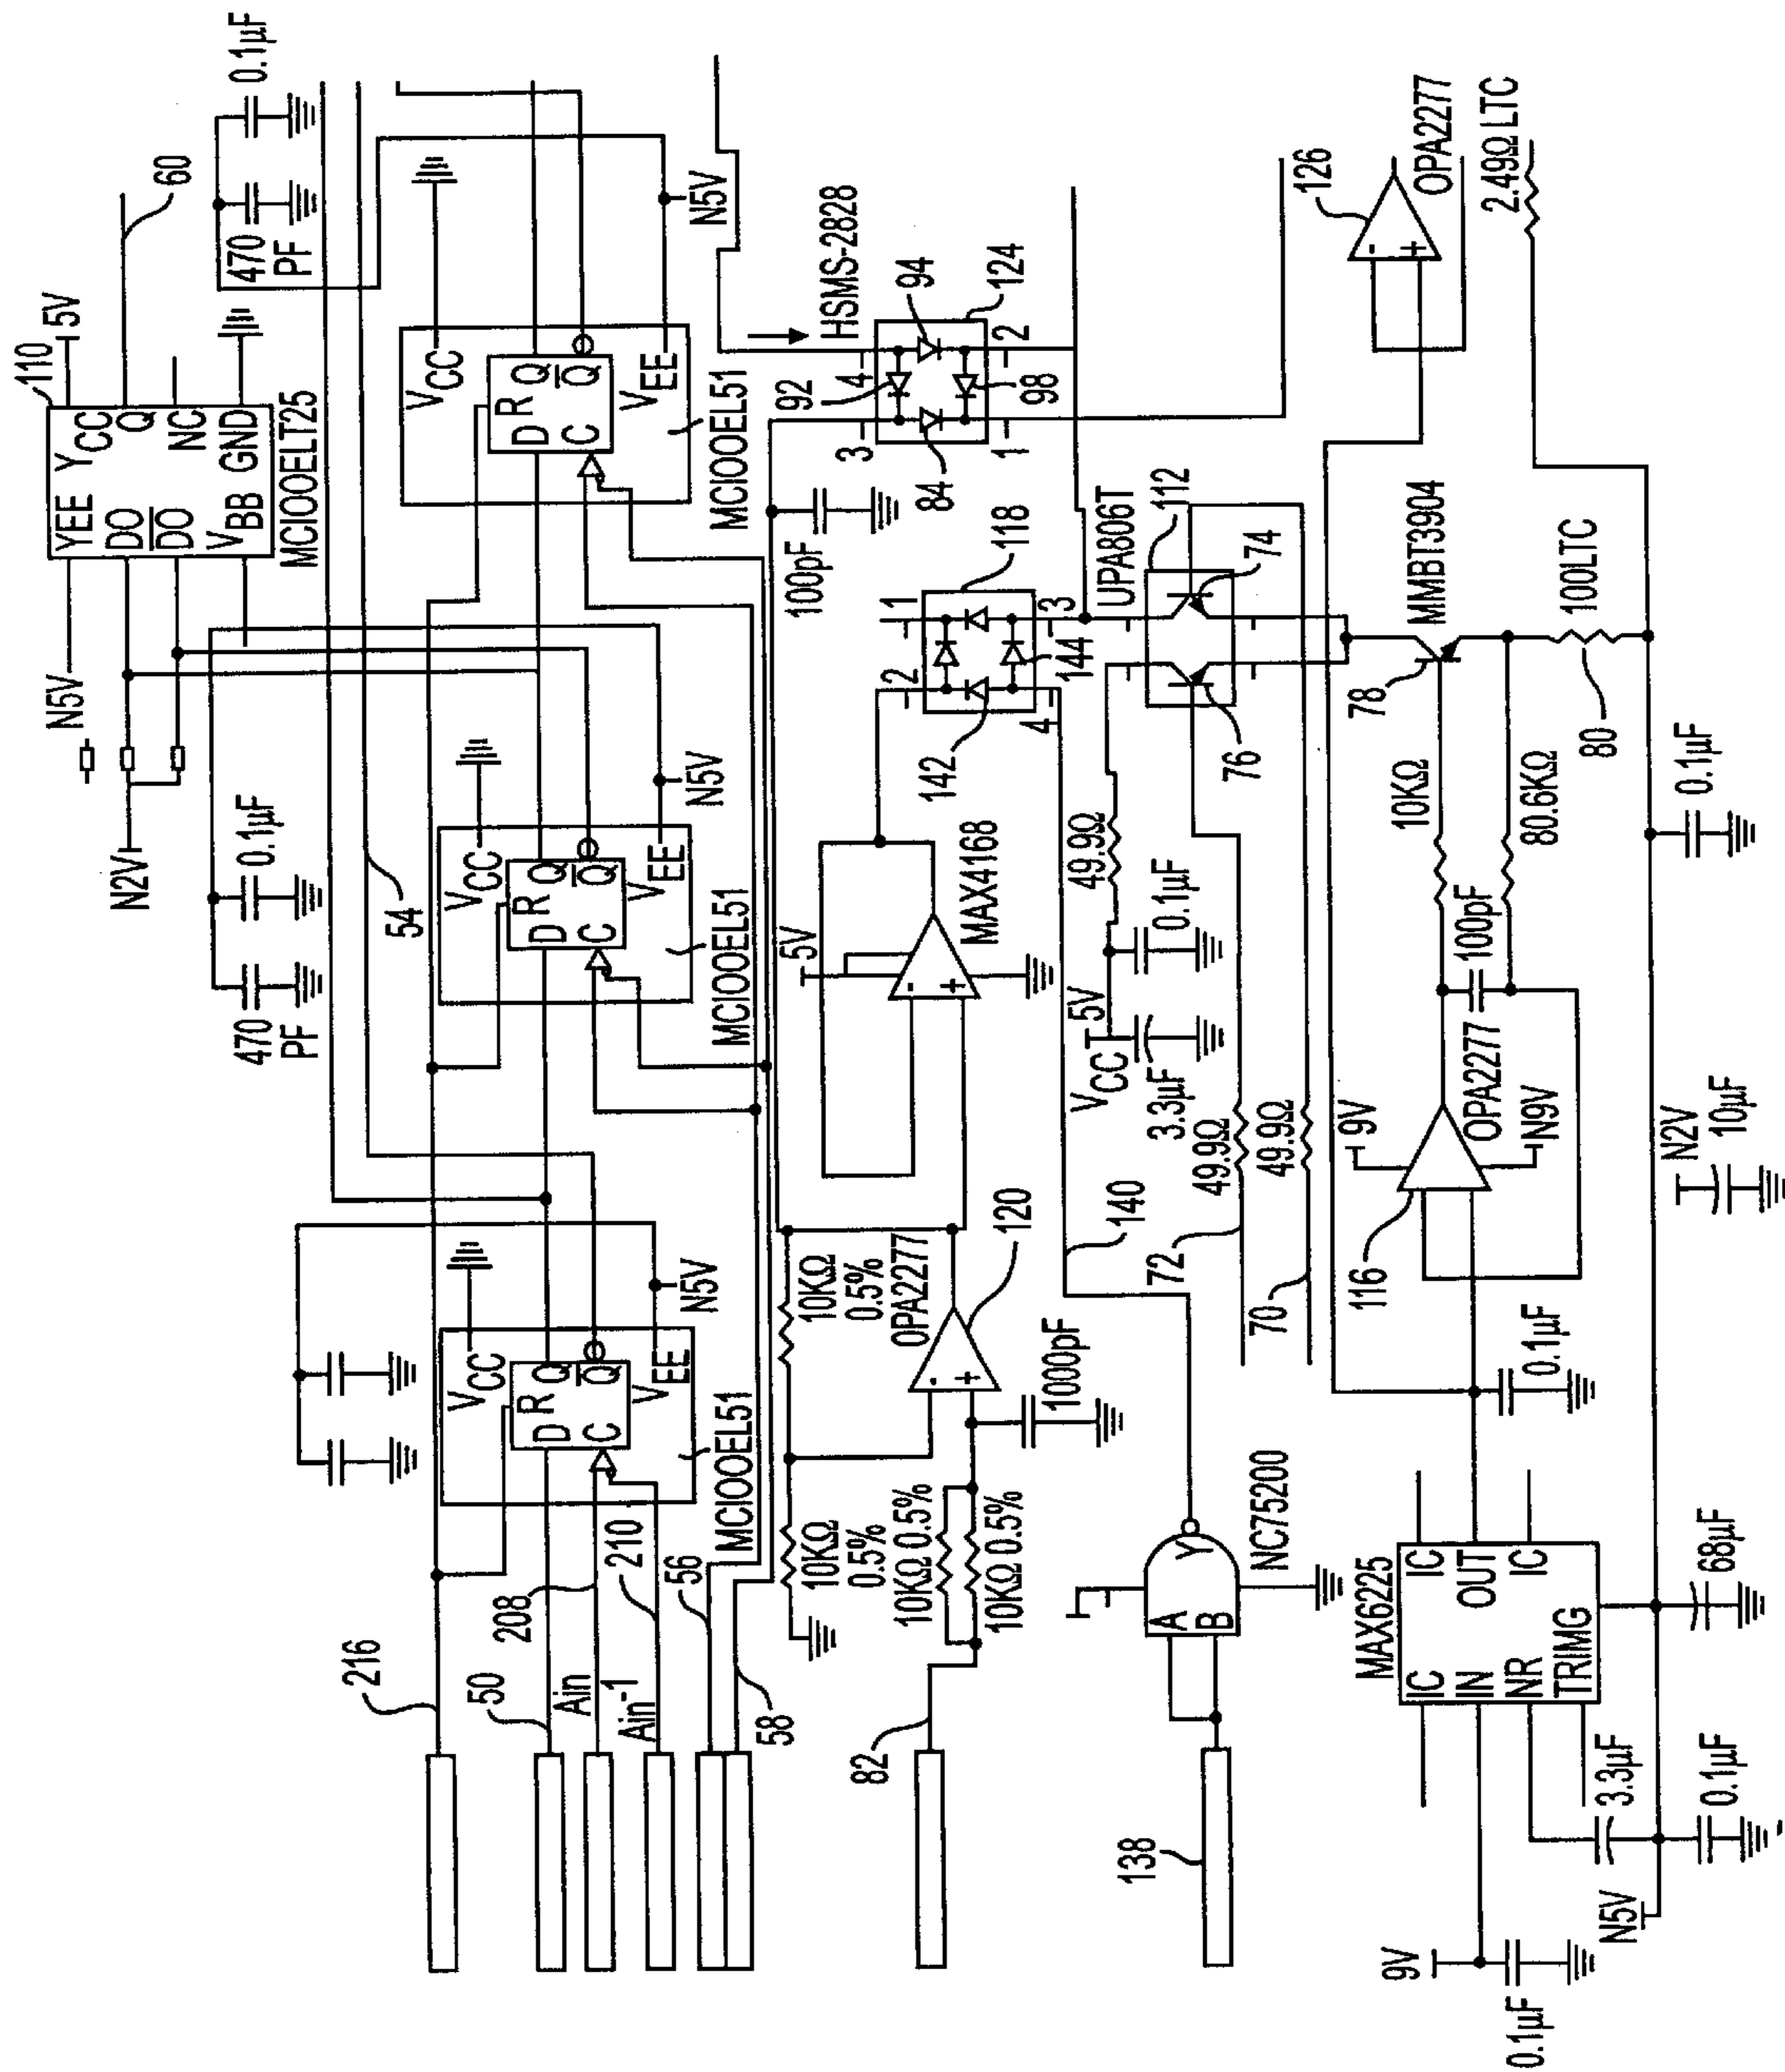 110
5V
0.1µF
60
470
PF
YEE
YCC
DO
Q
DO
NC
VBB
GND
MCIOOELT25
N5V
N2V
0.1µF
470
PF
54
VCC
R
D
Q
C
Q
VEE
N5V
MCIOOEL51
VCC
R
D
Q
C
Q
VEE
N5V
MCIOOEL51
VCC
R
D
Q
C
Q
VEE
N5V
MCIOOEL51
216
50
Ain
208
Ain-1
210
56
58
HSMS-2828
124
94
92
4
2
3
1
98
84
100pF
118
1
2
3
4
144
142
5V
-
+
MAX4168
10KΩ
0.5%
OPA2277
-
+
120
10KΩ
0.5%
10KΩ 0.5%
10KΩ 0.5%
1000pF
82
UPA806T
112
74
76
49.9Ω
0.1µF
5V
VCC
3.3µF
49.9Ω
49.9Ω
72
70
140
A
B
Y
NC75200
138
126
-
+
OPA2277
2.49Ω LTC
MMBT3904
78
100LTC
80
10KΩ
80.6KΩ
100pF
OPA2277
9V
N9V
116
0.1µF
0.1µF
N2V
10µF
MAX6225
IC
IC
IN
OUT
NR
IC
TRIMG
68µF
3.3µF
0.1µF
N5V
9V
0.1µF